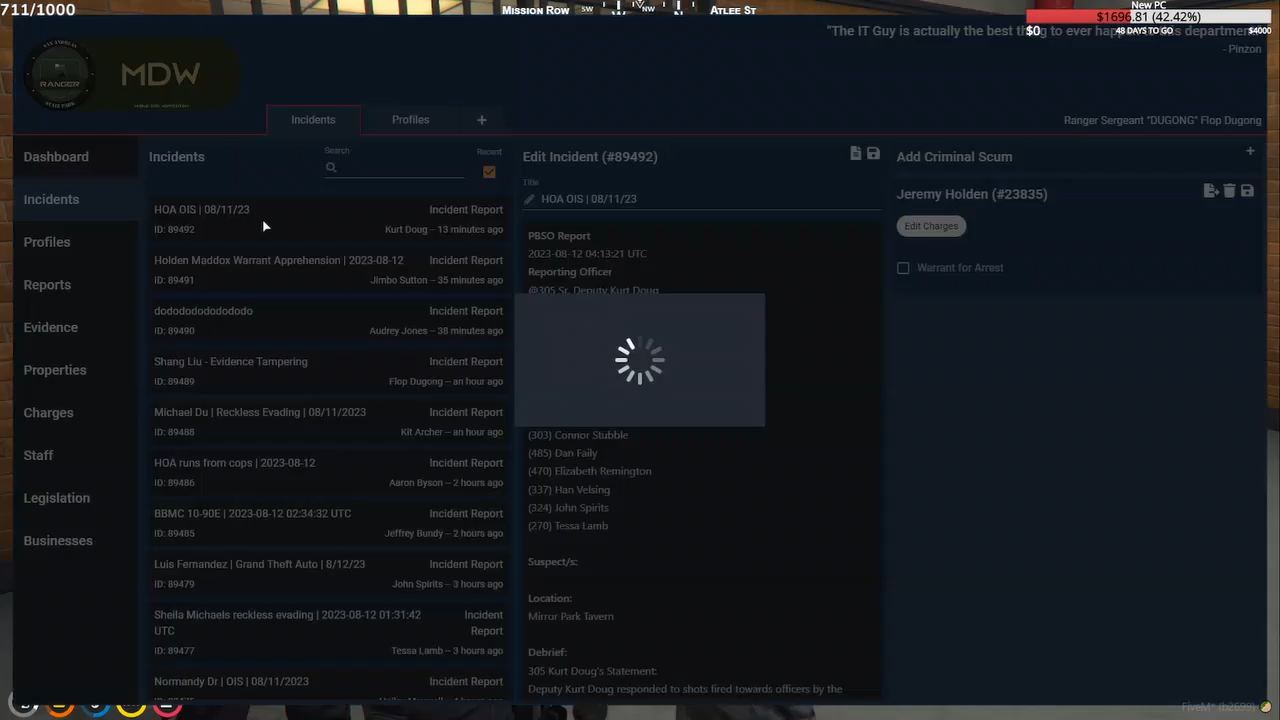 711/1000
Mission Row SW NW N Atlee St
New PC
$1696.81 (42.42%)
$0 48 DAYS TO GO $4000
"The IT Guy is actually the best thing to ever happen to this department"
- Pinzon
RANGER
MDW
Incidents Profiles +
Ranger Sergeant "DUGONG" Flop Dugong
Dashboard
Incidents
Profiles
Reports
Evidence
Properties
Charges
Staff
Legislation
Businesses
Incidents
Search
Recent
HOA OIS | 08/11/23 Incident Report
ID: 89492 Kurt Doug – 13 minutes ago
Holden Maddox Warrant Apprehension | 2023-08-12 Incident Report
ID: 89491 Jimbo Sutton – 35 minutes ago
dodododododododo Incident Report
ID: 89490 Audrey Jones – 38 minutes ago
Shang Liu - Evidence Tampering Incident Report
ID: 89489 Flop Dugong – an hour ago
Michael Du | Reckless Evading | 08/11/2023 Incident Report
ID: 89488 Kit Archer – an hour ago
HOA runs from cops | 2023-08-12 Incident Report
ID: 89486 Aaron Byson – 2 hours ago
BBMC 10-90E | 2023-08-12 02:34:32 UTC Incident Report
ID: 89485 Jeffrey Bundy – 2 hours ago
Luis Fernandez | Grand Theft Auto | 8/12/23 Incident Report
ID: 89479 John Spirits – 3 hours ago
Sheila Michaels reckless evading | 2023-08-12 01:31:42 Incident
UTC Report
ID: 89477 Tessa Lamb – 3 hours ago
Normandy Dr | OIS | 08/11/2023 Incident Report
Edit Incident (#89492)
Title
HOA OIS | 08/11/23
PBSO Report
2023-08-12 04:13:21 UTC
Reporting Officer
@305 Sr. Deputy Kurt Doug
(303) Connor Stubble
(485) Dan Faily
(470) Elizabeth Remington
(337) Han Velsing
(324) John Spirits
(270) Tessa Lamb
Suspect/s:
Location:
Mirror Park Tavern
Debrief:
305 Kurt Doug's Statement:
Deputy Kurt Doug responded to shots fired towards officers by the
Add Criminal Scum +
Jeremy Holden (#23835)
Edit Charges
Warrant for Arrest
FiveM* (b2699)